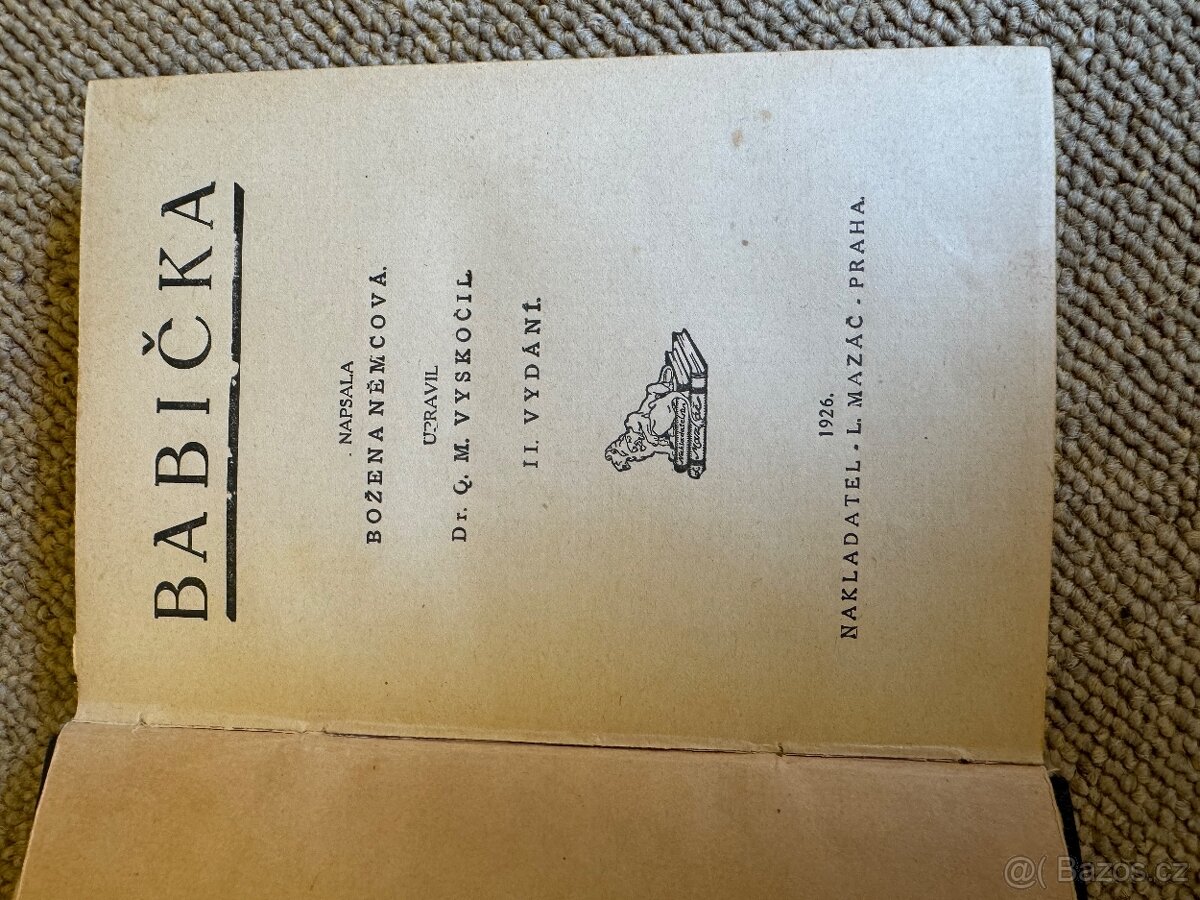 BABIČKA
NAPSALA
BOŽENA NĚMCOVÁ.
UPRAVIL
Dr. Q. M. VYSKOČIL.
II. VYDÁNÍ.
1926.
NAKLADATEL - L. MAZÁČ - PRAHA.
Bazos.cz